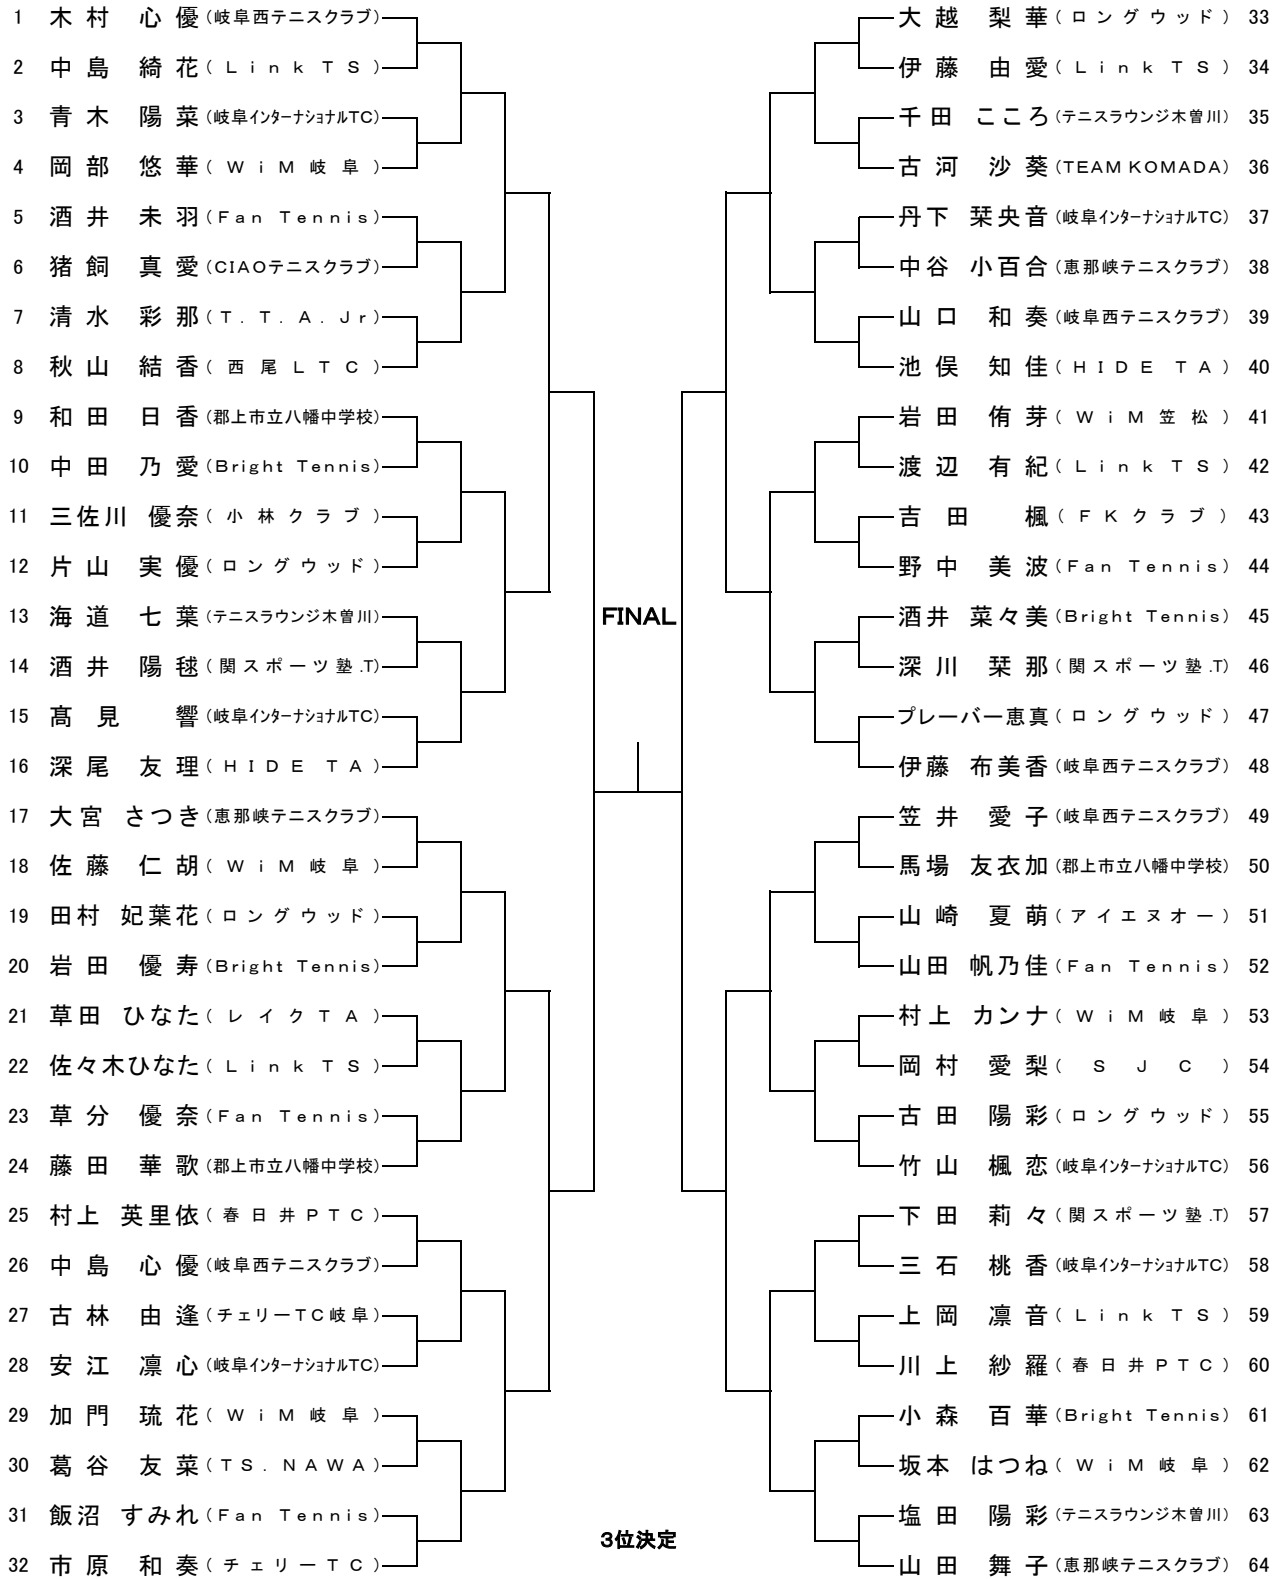 1 木村 心優 (岐阜西テニスクラブ)
2 中島 綺花 (Link TS)
3 青木 陽菜 (岐阜インターナショナルTC)
4 岡部 悠華 (WiM岐阜)
5 酒井 未羽 (Fan Tennis)
6 猪飼 真愛 (CIAOテニスクラブ)
7 清水 彩那 (T.T.A.Jr)
8 秋山 結香 (西尾LTC)
9 和田 日香 (郡上市立八幡中学校)
10 中田 乃愛 (Bright Tennis)
11 三佐川 優奈 (小林クラブ)
12 片山 実優 (ロングウッド)
13 海道 七葉 (テニスラウンジ木曽川)
14 酒井 陽毬 (関スポーツ塾.T)
15 髙見 響 (岐阜インターナショナルTC)
16 深尾 友理 (HIDE TA)
17 大宮 さつき (恵那峡テニスクラブ)
18 佐藤 仁胡 (WiM岐阜)
19 田村 妃葉花 (ロングウッド)
20 岩田 優寿 (Bright Tennis)
21 草田 ひなた (レイクTA)
22 佐々木ひなた (Link TS)
23 草分 優奈 (Fan Tennis)
24 藤田 華歌 (郡上市立八幡中学校)
25 村上 英里依 (春日井PTC)
26 中島 心優 (岐阜西テニスクラブ)
27 古林 由逢 (チェリーTC岐阜)
28 安江 凛心 (岐阜インターナショナルTC)
29 加門 琉花 (WiM岐阜)
30 葛谷 友菜 (TS.NAWA)
31 飯沼 すみれ (Fan Tennis)
32 市原 和奏 (チェリーTC)
FINAL
3位決定
大越 梨華 (ロングウッド) 33
伊藤 由愛 (Link TS) 34
千田 こころ (テニスラウンジ木曽川) 35
古河 沙葵 (TEAM KOMADA) 36
丹下 栞央音 (岐阜インターナショナルTC) 37
中谷 小百合 (恵那峡テニスクラブ) 38
山口 和奏 (岐阜西テニスクラブ) 39
池俣 知佳 (HIDE TA) 40
岩田 侑芽 (WiM笠松) 41
渡辺 有紀 (Link TS) 42
吉田 楓 (FKクラブ) 43
野中 美波 (Fan Tennis) 44
酒井 菜々美 (Bright Tennis) 45
深川 栞那 (関スポーツ塾.T) 46
プレーバー恵真 (ロングウッド) 47
伊藤 布美香 (岐阜西テニスクラブ) 48
笠井 愛子 (岐阜西テニスクラブ) 49
馬場 友衣加 (郡上市立八幡中学校) 50
山崎 夏萌 (アイエヌオー) 51
山田 帆乃佳 (Fan Tennis) 52
村上 カンナ (WiM岐阜) 53
岡村 愛梨 (SJC) 54
古田 陽彩 (ロングウッド) 55
竹山 楓恋 (岐阜インターナショナルTC) 56
下田 莉々 (関スポーツ塾.T) 57
三石 桃香 (岐阜インターナショナルTC) 58
上岡 凛音 (Link TS) 59
川上 紗羅 (春日井PTC) 60
小森 百華 (Bright Tennis) 61
坂本 はつね (WiM岐阜) 62
塩田 陽彩 (テニスラウンジ木曽川) 63
山田 舞子 (恵那峡テニスクラブ) 64